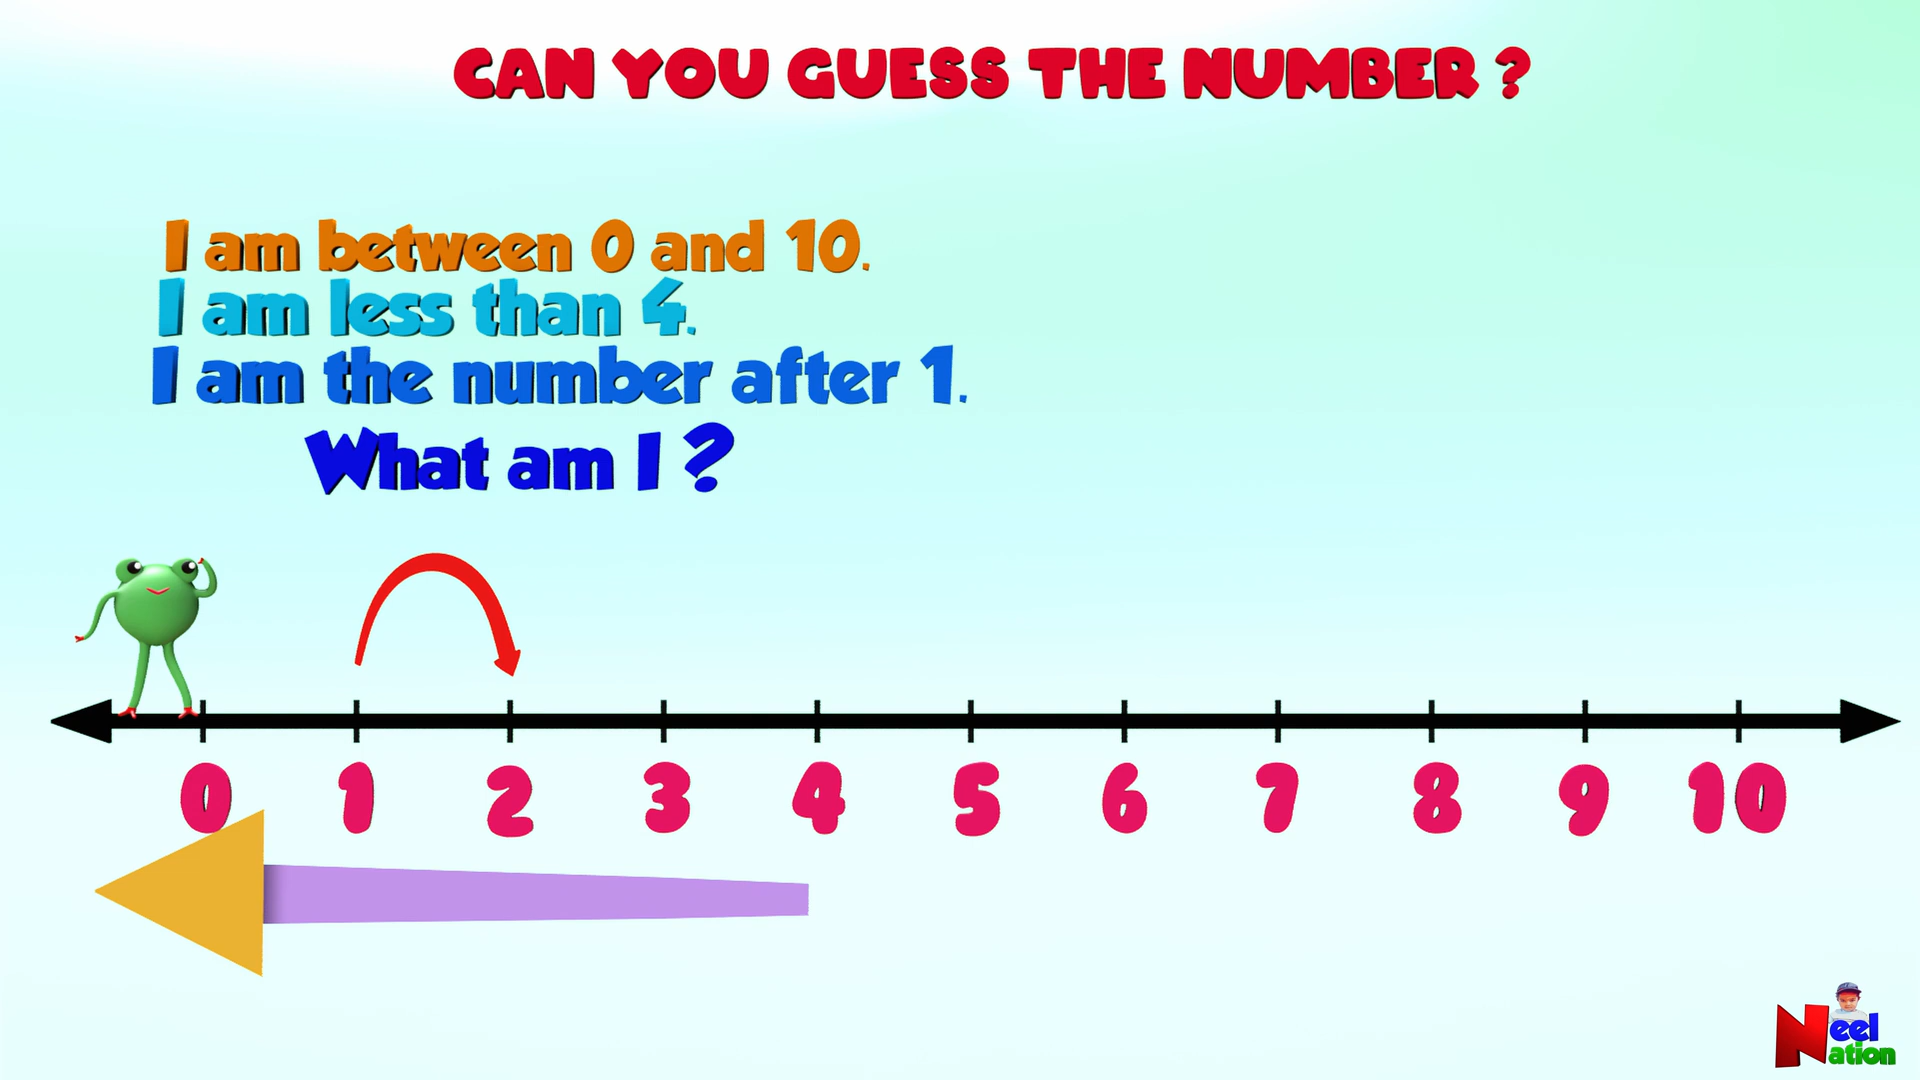 CAN YOU GUESS THE NUMBER ?
I am between 0 and 10.
I am less than 4.
I am the number after 1.
What am I ?
0 1 2 3 4 5 6 7 8 9 10
Neel
Nation